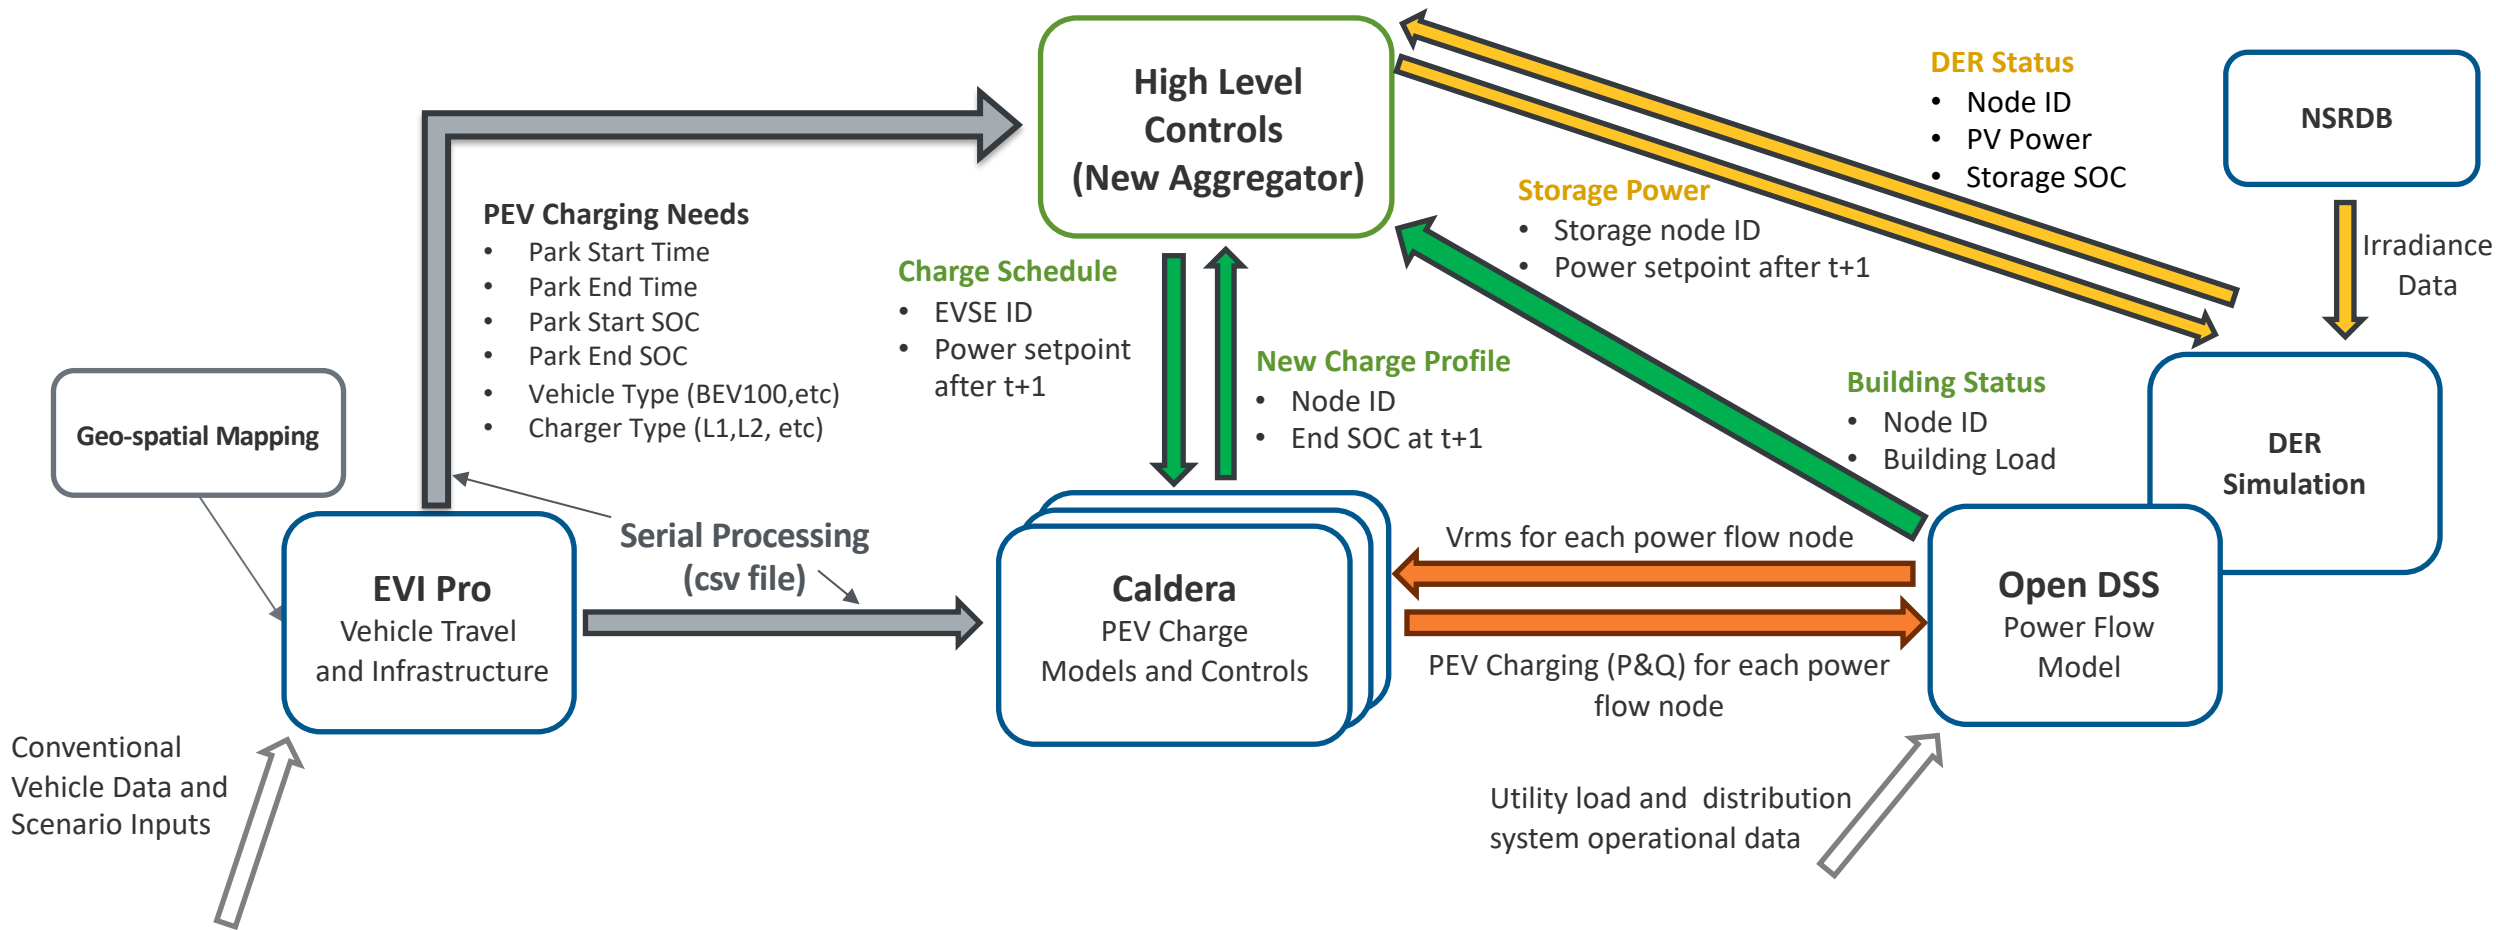 High Level
Controls
(New Aggregator)
DER Status
• Node ID
• PV Power
• Storage SOC
NSRDB
Storage Power
• Storage node ID
• Power setpoint after t+1
Irradiance
Data
PEV Charging Needs
• Park Start Time
• Park End Time
• Park Start SOC
• Park End SOC
• Vehicle Type (BEV100,etc)
• Charger Type (L1,L2, etc)
Charge Schedule
• EVSE ID
• Power setpoint
after t+1
New Charge Profile
• Node ID
• End SOC at t+1
Building Status
• Node ID
• Building Load
DER
Simulation
Geo-spatial Mapping
Serial Processing
(csv file)
EVI Pro
Vehicle Travel
and Infrastructure
Caldera
PEV Charge
Models and Controls
Vrms for each power flow node
PEV Charging (P&Q) for each power
flow node
Open DSS
Power Flow
Model
Conventional
Vehicle Data and
Scenario Inputs
Utility load and  distribution
system operational data